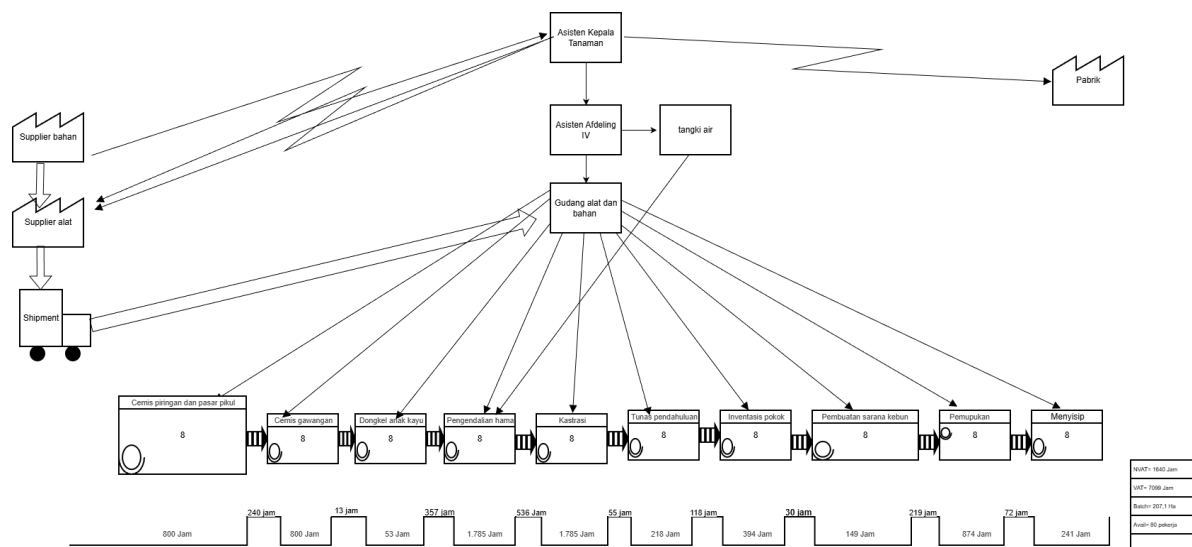 Asisten Kepala
Tanaman
Pabrik
Supplier bahan
Asisten Afdeling
IV
tangki air
Supplier alat
Gudang alat dan
bahan
Shipment
Cemis piringan dan pasar pikul
8
Cemis gawangan
8
Dongkel anak kayu
8
Pengendalian hama
8
Kastrasi
8
Tunas pendahuluan
8
Inventasis pokok
8
Pembuatan sarana kebun
8
Pemupukan
8
Menyisip
8
240 jam
13 jam
357 jam
536 jam
55 jam
118 jam
30 jam
219 jam
72 jam
800 Jam
800 Jam
53 Jam
1.785 Jam
1.785 Jam
218 Jam
394 Jam
149 Jam
874 Jam
241 Jam
NVAT= 1640 Jam
VAT= 7099 Jam
Batch= 207,1 Ha
Avail= 80 pekerja